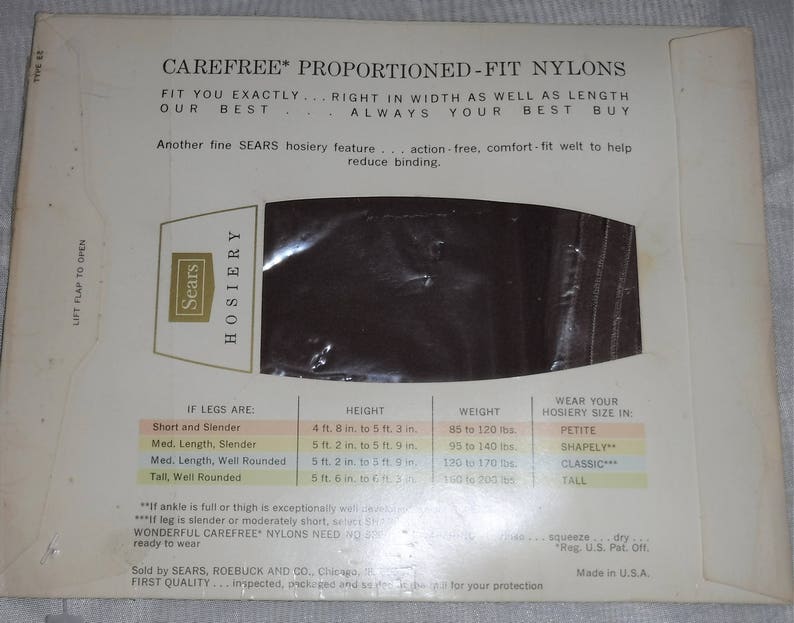 TYPE E2
CAREFREE* PROPORTIONED-FIT NYLONS
FIT YOU EXACTLY...RIGHT IN WIDTH AS WELL AS LENGTH
OUR BEST ... ALWAYS YOUR BEST BUY
Another fine SEARS hosiery feature ... action-free, comfort-fit welt to help
reduce binding.
LIFT FLAP TO OPEN
Sears
HOSIERY
IF LEGS ARE: HEIGHT WEIGHT WEAR YOUR HOSIERY SIZE IN:
Short and Slender 4 ft. 8 in. to 5 ft. 3 in. 85 to 120 lbs. PETITE
Med. Length, Slender 5 ft. 2 in. to 5 ft. 9 in. 95 to 140 lbs. SHAPELY**
Med. Length, Well Rounded 5 ft. 2 in. to 5 ft. 9 in. 120 to 170 lbs. CLASSIC***
Tall, Well Rounded 5 ft. 6 in. to 6 ft. 3 in. 160 to 200 lbs. TALL
**If ankle is full or thigh is exceptionally well
***If leg is slender or moderately short, select
WONDERFUL CAREFREE* NYLONS NEED NO ... squeeze ... dry ...
ready to wear *Reg. U.S. Pat. Off.
Sold by SEARS, ROEBUCK AND CO., Chicago, Made in U.S.A.
FIRST QUALITY ... inspected, packaged and sealed at the mill for your protection